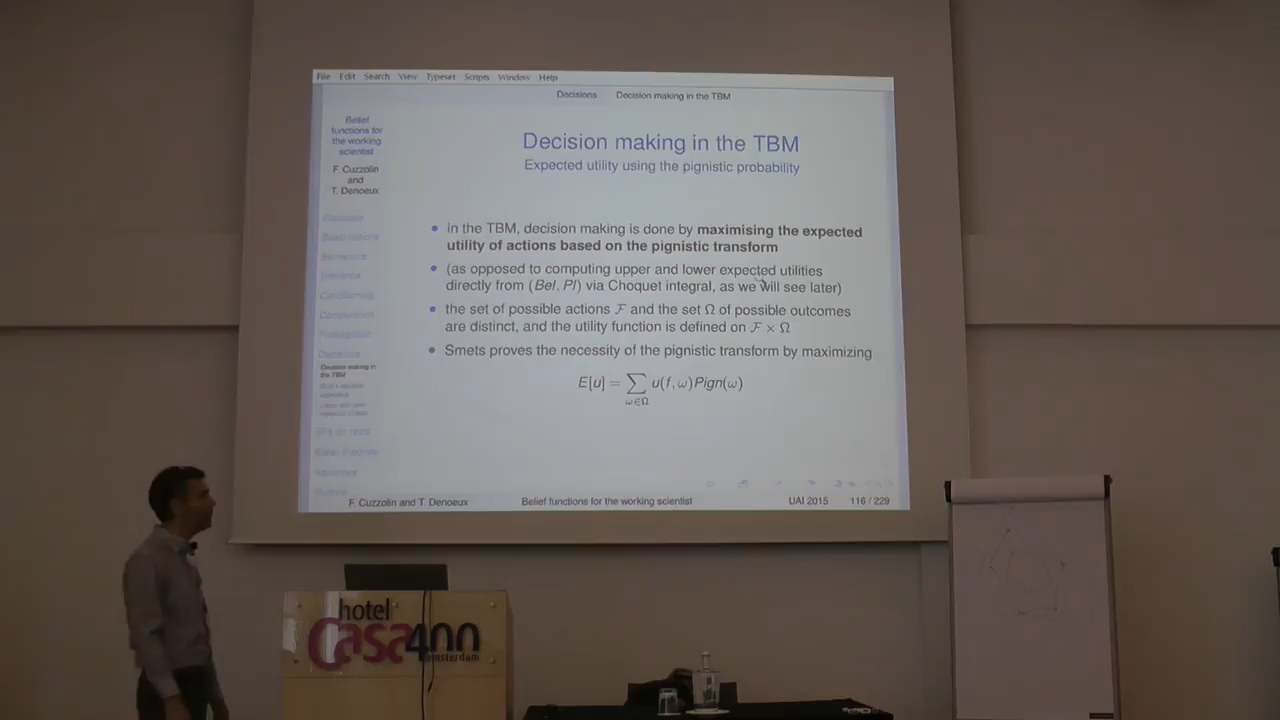 File Edit Search View Typeset Scripts Window Help
Decisions Decision making in the TBM
Belief
functions for
the working
scientist
F. Cuzzolin
and
T. Denoeux
Decision making in
the TBM
Decision making in the TBM
Expected utility using the pignistic probability
in the TBM, decision making is done by maximising the expected
utility of actions based on the pignistic transform
(as opposed to computing upper and lower expected utilities
directly from (Bel, Pl) via Choquet integral, as we will see later)
the set of possible actions F and the set Ω of possible outcomes
are distinct, and the utility function is defined on F × Ω
Smets proves the necessity of the pignistic transform by maximizing
E[u] = ∑ u(f, ω)Pign(ω)
ω∈Ω
F. Cuzzolin and T. Denoeux Belief functions for the working scientist UAI 2015 116 / 229
hotel
Casa400
amsterdam